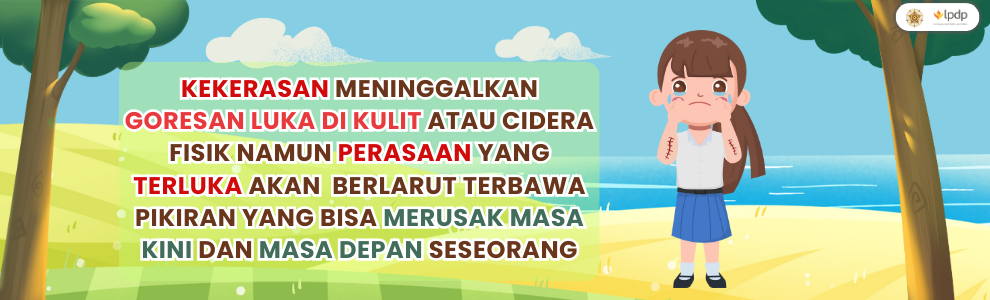 lpdp
KEKERASAN MENINGGALKAN
GORESAN LUKA DI KULIT ATAU CIDERA
FISIK NAMUN PERASAAN YANG
TERLUKA AKAN BERLARUT TERBAWA
PIKIRAN YANG BISA MERUSAK MASA
KINI DAN MASA DEPAN SESEORANG